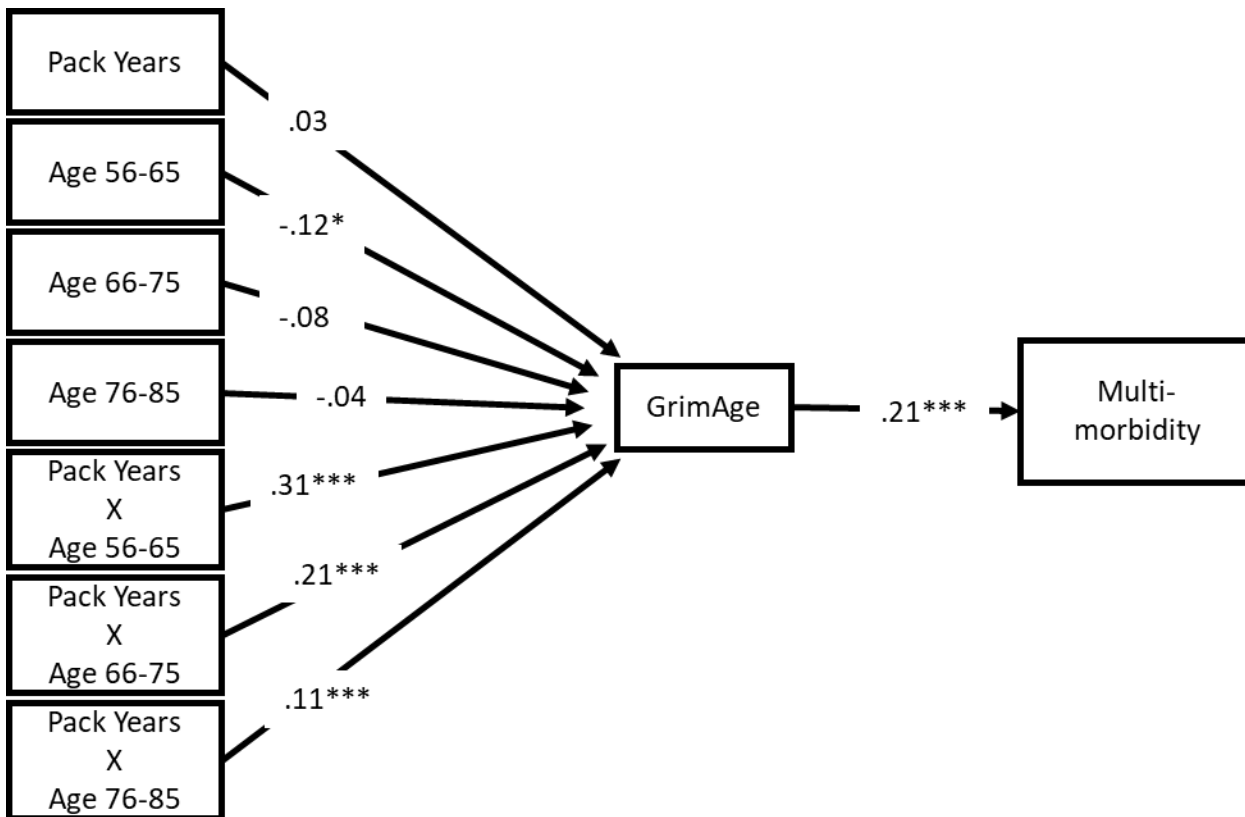 Pack Years
.03
Age 56-65
-.12*
Age 66-75
-.08
Age 76-85
-.04
Pack Years
X
Age 56-65
.31***
Pack Years
X
Age 66-75
.21***
Pack Years
X
Age 76-85
.11***
GrimAge
.21***
Multi-
morbidity